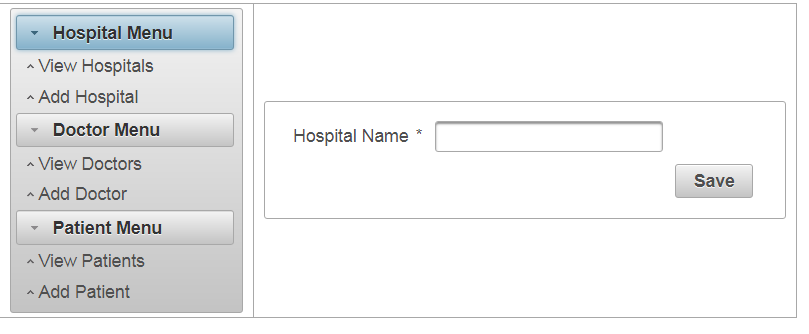 Hospital Menu
View Hospitals
Add Hospital
Doctor Menu
View Doctors
Add Doctor
Patient Menu
View Patients
Add Patient
Hospital Name *
Save